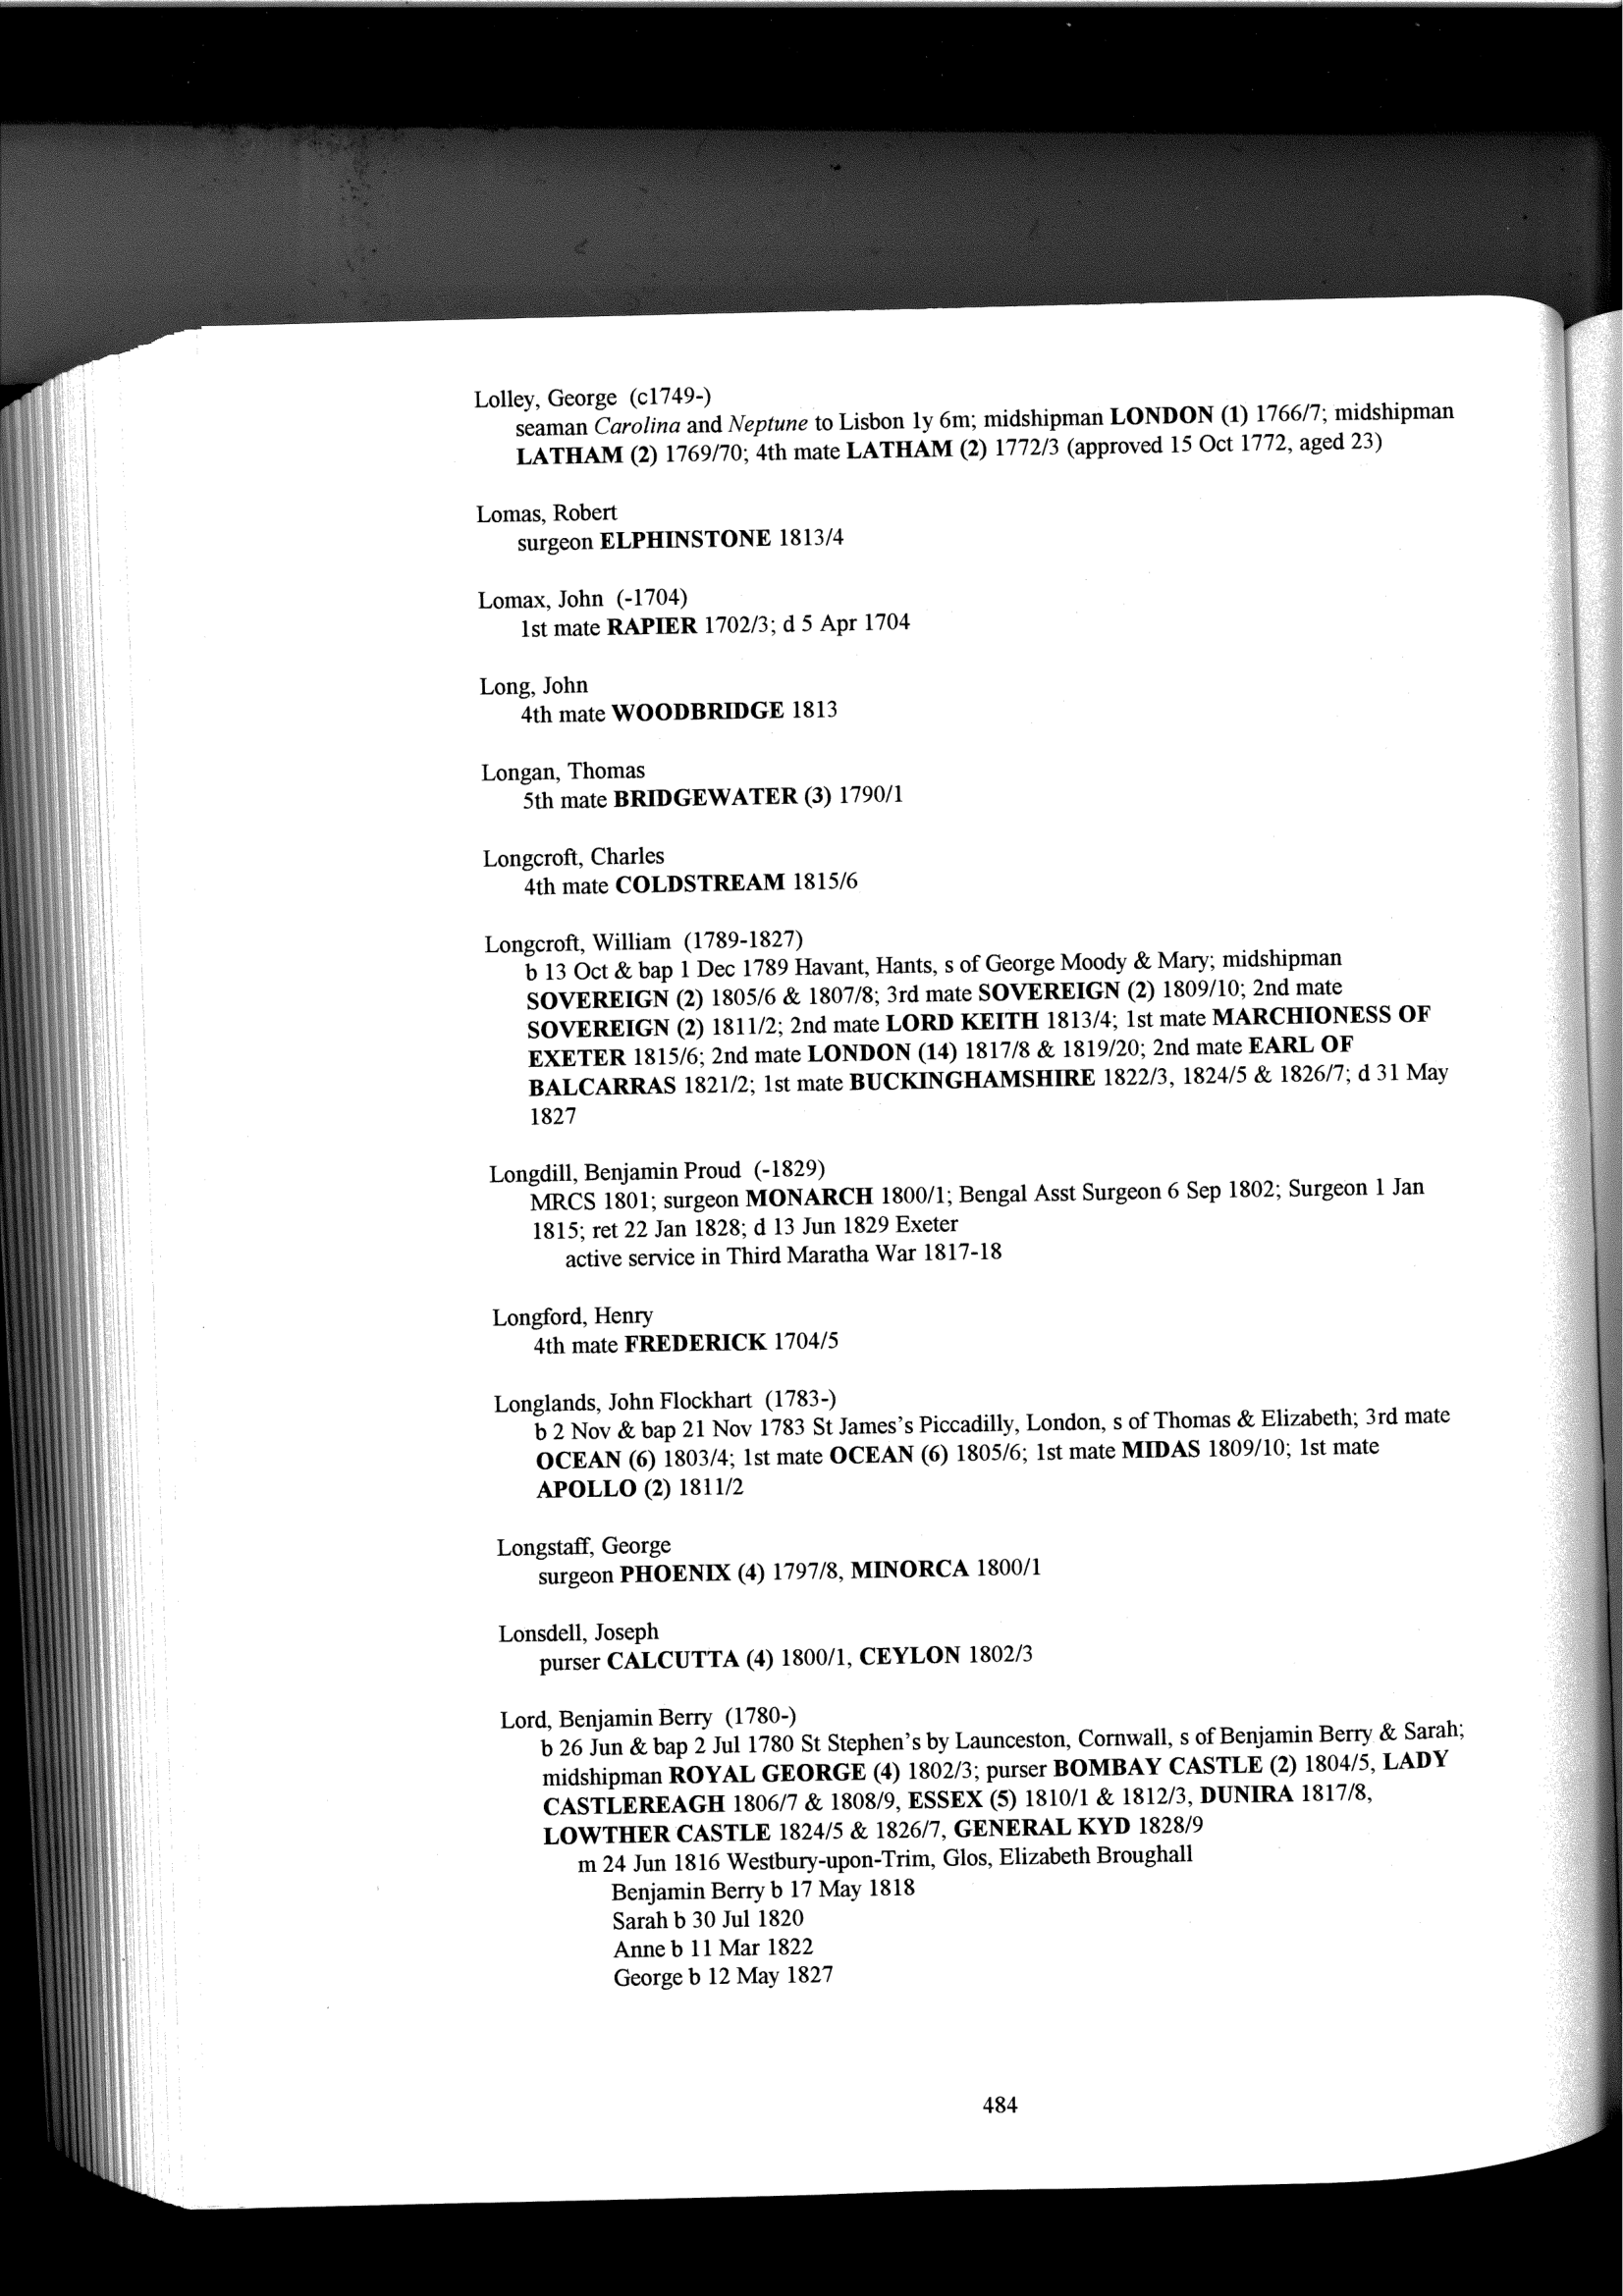 Lolley, George (c1749-)
seaman Carolina and Neptune to Lisbon 1y 6m; midshipman LONDON (1) 1766/7; midshipman
LATHAM (2) 1769/70; 4th mate LATHAM (2) 1772/3 (approved 15 Oct 1772, aged 23)
Lomas, Robert
surgeon ELPHINSTONE 1813/4
Lomax, John (-1704)
1st mate RAPIER 1702/3; d 5 Apr 1704
Long, John
4th mate WOODBRIDGE 1813
Longan, Thomas
5th mate BRIDGEWATER (3) 1790/1
Longcroft, Charles
4th mate COLDSTREAM 1815/6
Longcroft, William (1789-1827)
b 13 Oct & bap 1 Dec 1789 Havant, Hants, s of George Moody & Mary; midshipman
SOVEREIGN (2) 1805/6 & 1807/8; 3rd mate SOVEREIGN (2) 1809/10; 2nd mate
SOVEREIGN (2) 1811/2; 2nd mate LORD KEITH 1813/4; 1st mate MARCHIONESS OF
EXETER 1815/6; 2nd mate LONDON (14) 1817/8 & 1819/20; 2nd mate EARL OF
BALCARRAS 1821/2; 1st mate BUCKINGHAMSHIRE 1822/3, 1824/5 & 1826/7; d 31 May
1827
Longdill, Benjamin Proud (-1829)
MRCS 1801; surgeon MONARCH 1800/1; Bengal Asst Surgeon 6 Sep 1802; Surgeon 1 Jan
1815; ret 22 Jan 1828; d 13 Jun 1829 Exeter
active service in Third Maratha War 1817-18
Longford, Henry
4th mate FREDERICK 1704/5
Longlands, John Flockhart (1783-)
b 2 Nov & bap 21 Nov 1783 St James's Piccadilly, London, s of Thomas & Elizabeth; 3rd mate
OCEAN (6) 1803/4; 1st mate OCEAN (6) 1805/6; 1st mate MIDAS 1809/10; 1st mate
APOLLO (2) 1811/2
Longstaff, George
surgeon PHOENIX (4) 1797/8, MINORCA 1800/1
Lonsdell, Joseph
purser CALCUTTA (4) 1800/1, CEYLON 1802/3
Lord, Benjamin Berry (1780-)
b 26 Jun & bap 2 Jul 1780 St Stephen's by Launceston, Cornwall, s of Benjamin Berry & Sarah;
midshipman ROYAL GEORGE (4) 1802/3; purser BOMBAY CASTLE (2) 1804/5, LADY
CASTLEREAGH 1806/7 & 1808/9, ESSEX (5) 1810/1 & 1812/3, DUNIRA 1817/8,
LOWTHER CASTLE 1824/5 & 1826/7, GENERAL KYD 1828/9
m 24 Jun 1816 Westbury-upon-Trim, Glos, Elizabeth Broughall
Benjamin Berry b 17 May 1818
Sarah b 30 Jul 1820
Anne b 11 Mar 1822
George b 12 May 1827
484